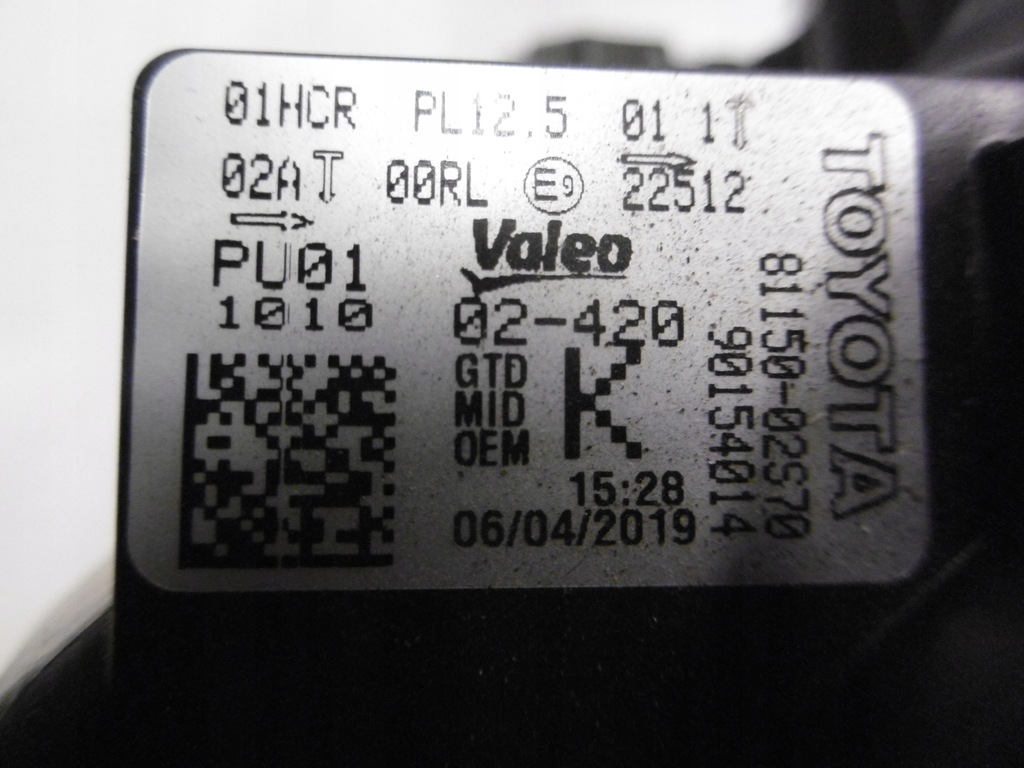 01HCR PL12.5 01 1
02A 00RL E9 22512
PU01
1010
Valeo
02-420
GTD
MID
OEM
K
15:28
06/04/2019
90154014
81150-02S70
TOYOTA